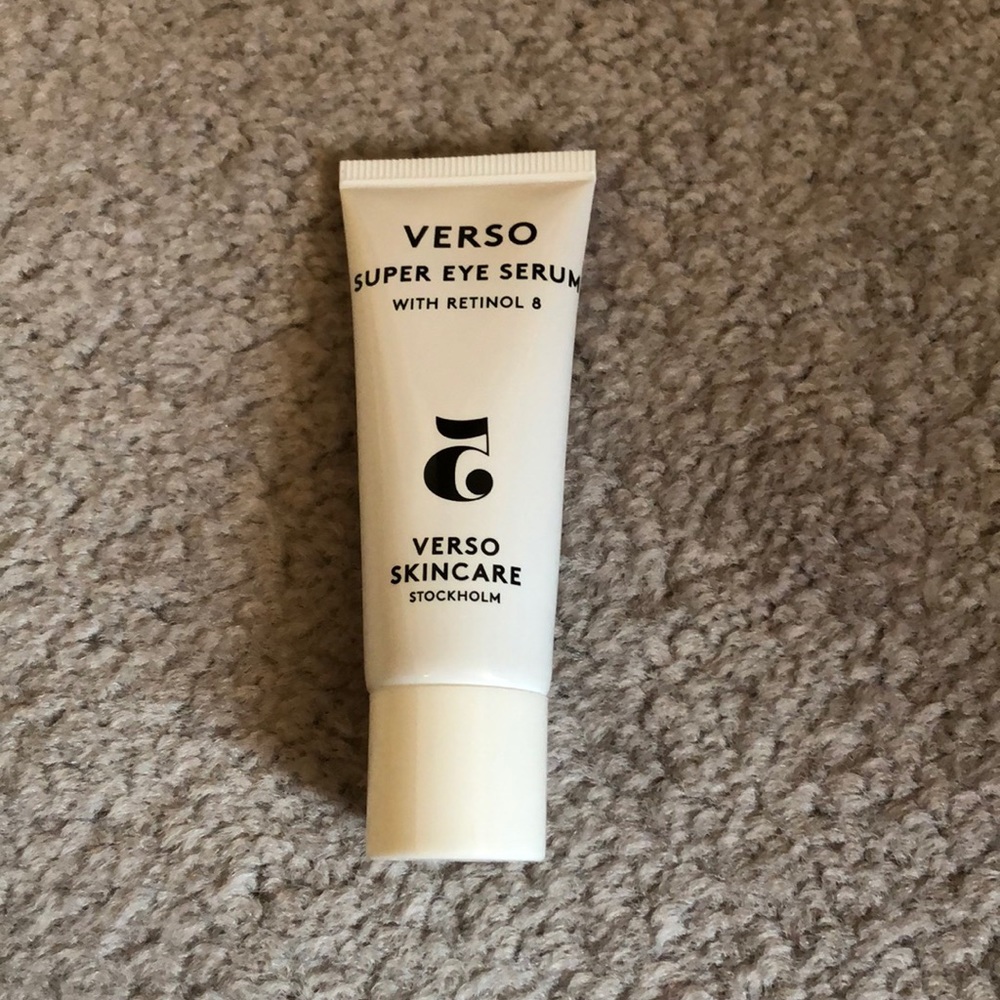 VERSO
SUPER EYE SERUM
WITH RETINOL 8
5
VERSO
SKINCARE
STOCKHOLM